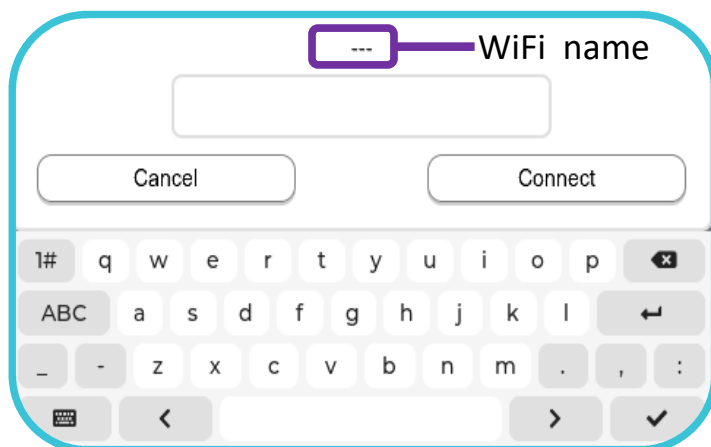 --- WiFi name
Cancel Connect
1# q w e r t y u i o p
ABC a s d f g h j k l
_ - z x c v b n m . , :
< >